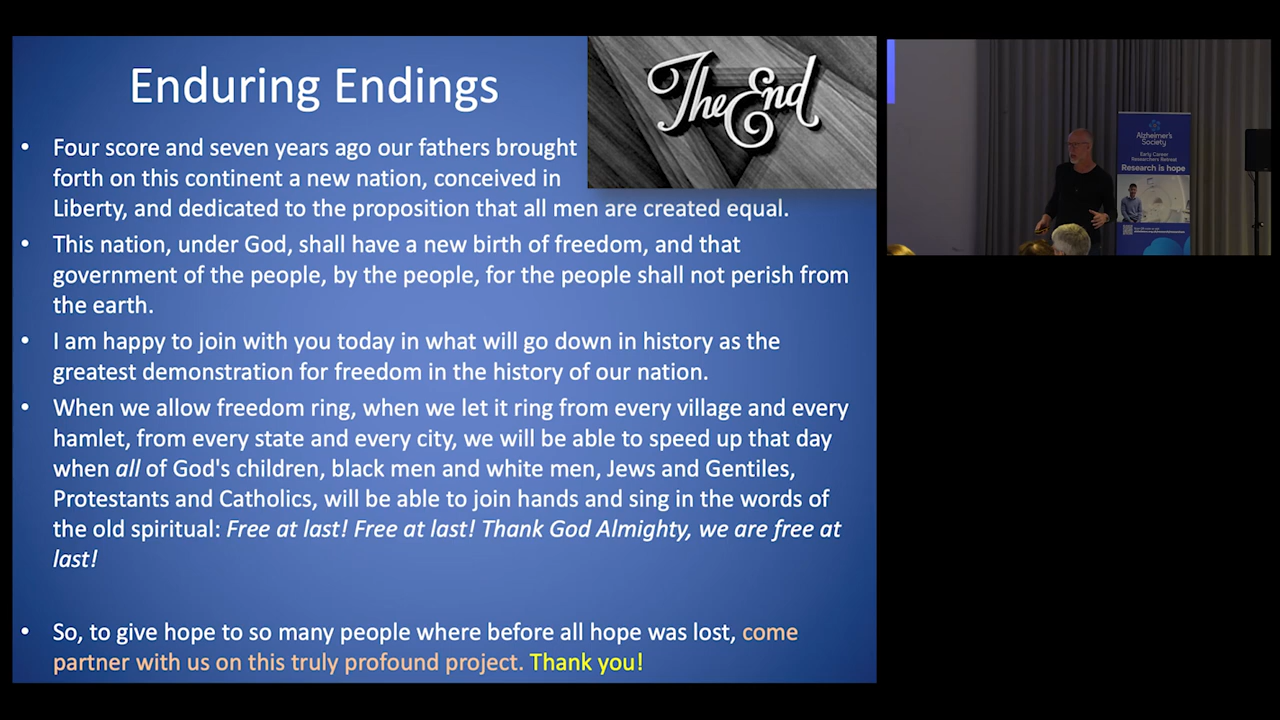 Enduring Endings
The End
• Four score and seven years ago our fathers brought
forth on this continent a new nation, conceived in
Liberty, and dedicated to the proposition that all men are created equal.
• This nation, under God, shall have a new birth of freedom, and that
government of the people, by the people, for the people shall not perish from
the earth.
• I am happy to join with you today in what will go down in history as the
greatest demonstration for freedom in the history of our nation.
• When we allow freedom ring, when we let it ring from every village and every
hamlet, from every state and every city, we will be able to speed up that day
when all of God's children, black men and white men, Jews and Gentiles,
Protestants and Catholics, will be able to join hands and sing in the words of
the old spiritual: Free at last! Free at last! Thank God Almighty, we are free at
last!
• So, to give hope to so many people where before all hope was lost, come
partner with us on this truly profound project. Thank you!
Alzheimer's
Society
Early Career
Researchers Retreat
Research is hope